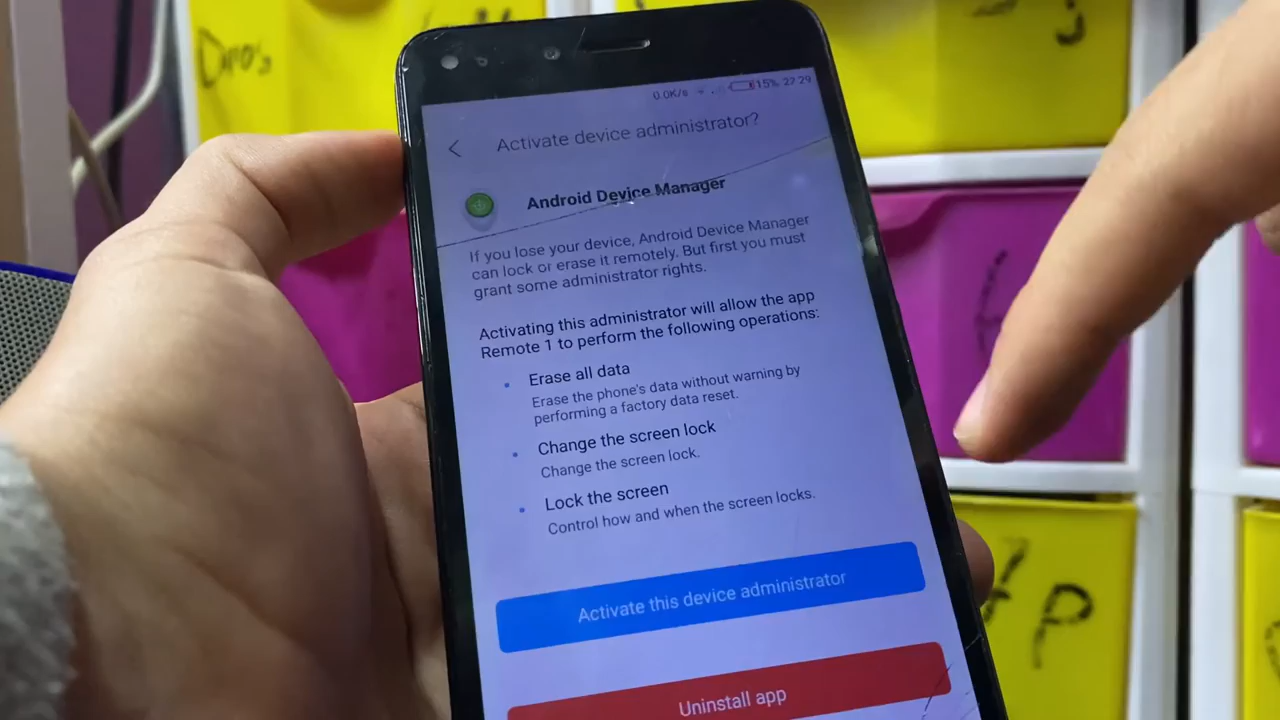 Dino's
0.0K/s 15% 22:29
Activate device administrator?
Android Device Manager
If you lose your device, Android Device Manager
can lock or erase it remotely. But first you must
grant some administrator rights.
Activating this administrator will allow the app
Remote 1 to perform the following operations:
• Erase all data
Erase the phone's data without warning by
performing a factory data reset.
• Change the screen lock
Change the screen lock.
• Lock the screen
Control how and when the screen locks.
Activate this device administrator
Uninstall app